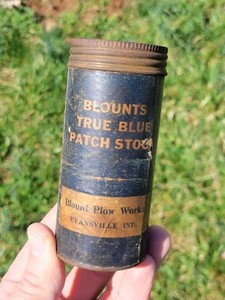 BLOUNTS
TRUE BLUE
PATCH STOCK
Blount Plow Works
EVANSVILLE IND.